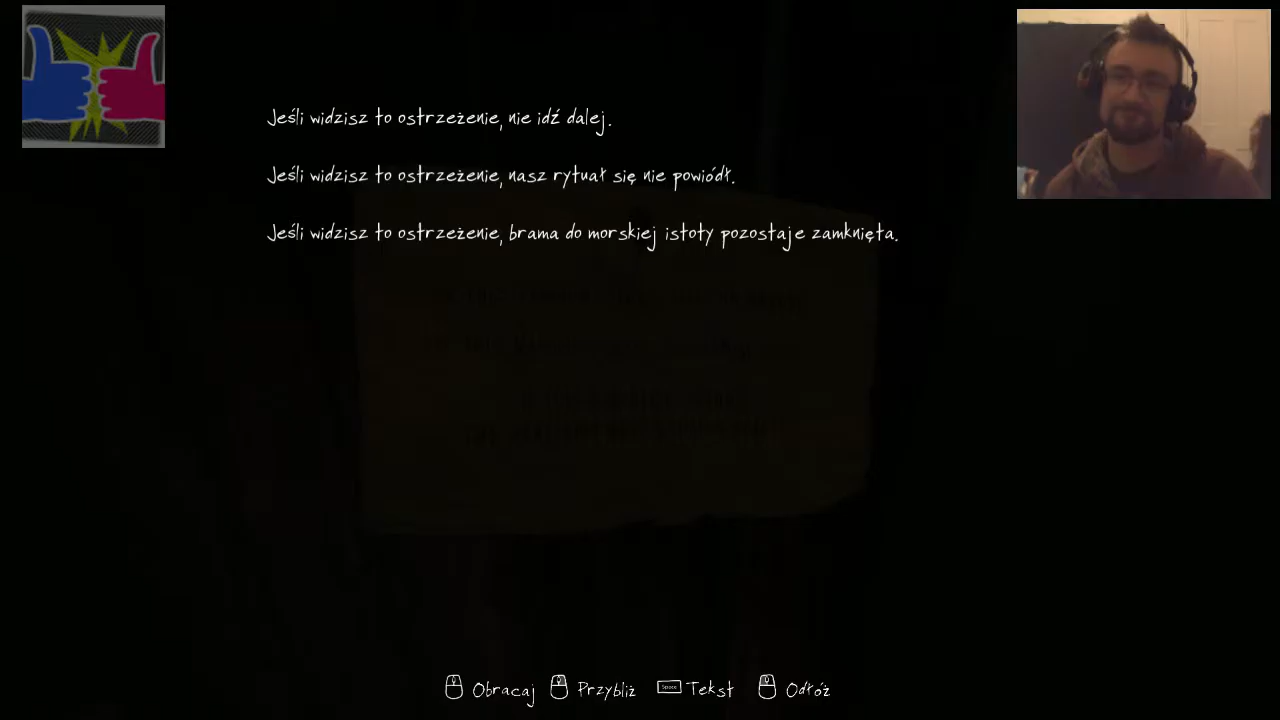 Jeśli widzisz to ostrzeżenie, nie idź dalej.
Jeśli widzisz to ostrzeżenie, nasz rytuał się nie powiódł.
Jeśli widzisz to ostrzeżenie, brama do morskiej istoty pozostaje zamknięta.
Obracaj Przybliż Tekst Odłóż